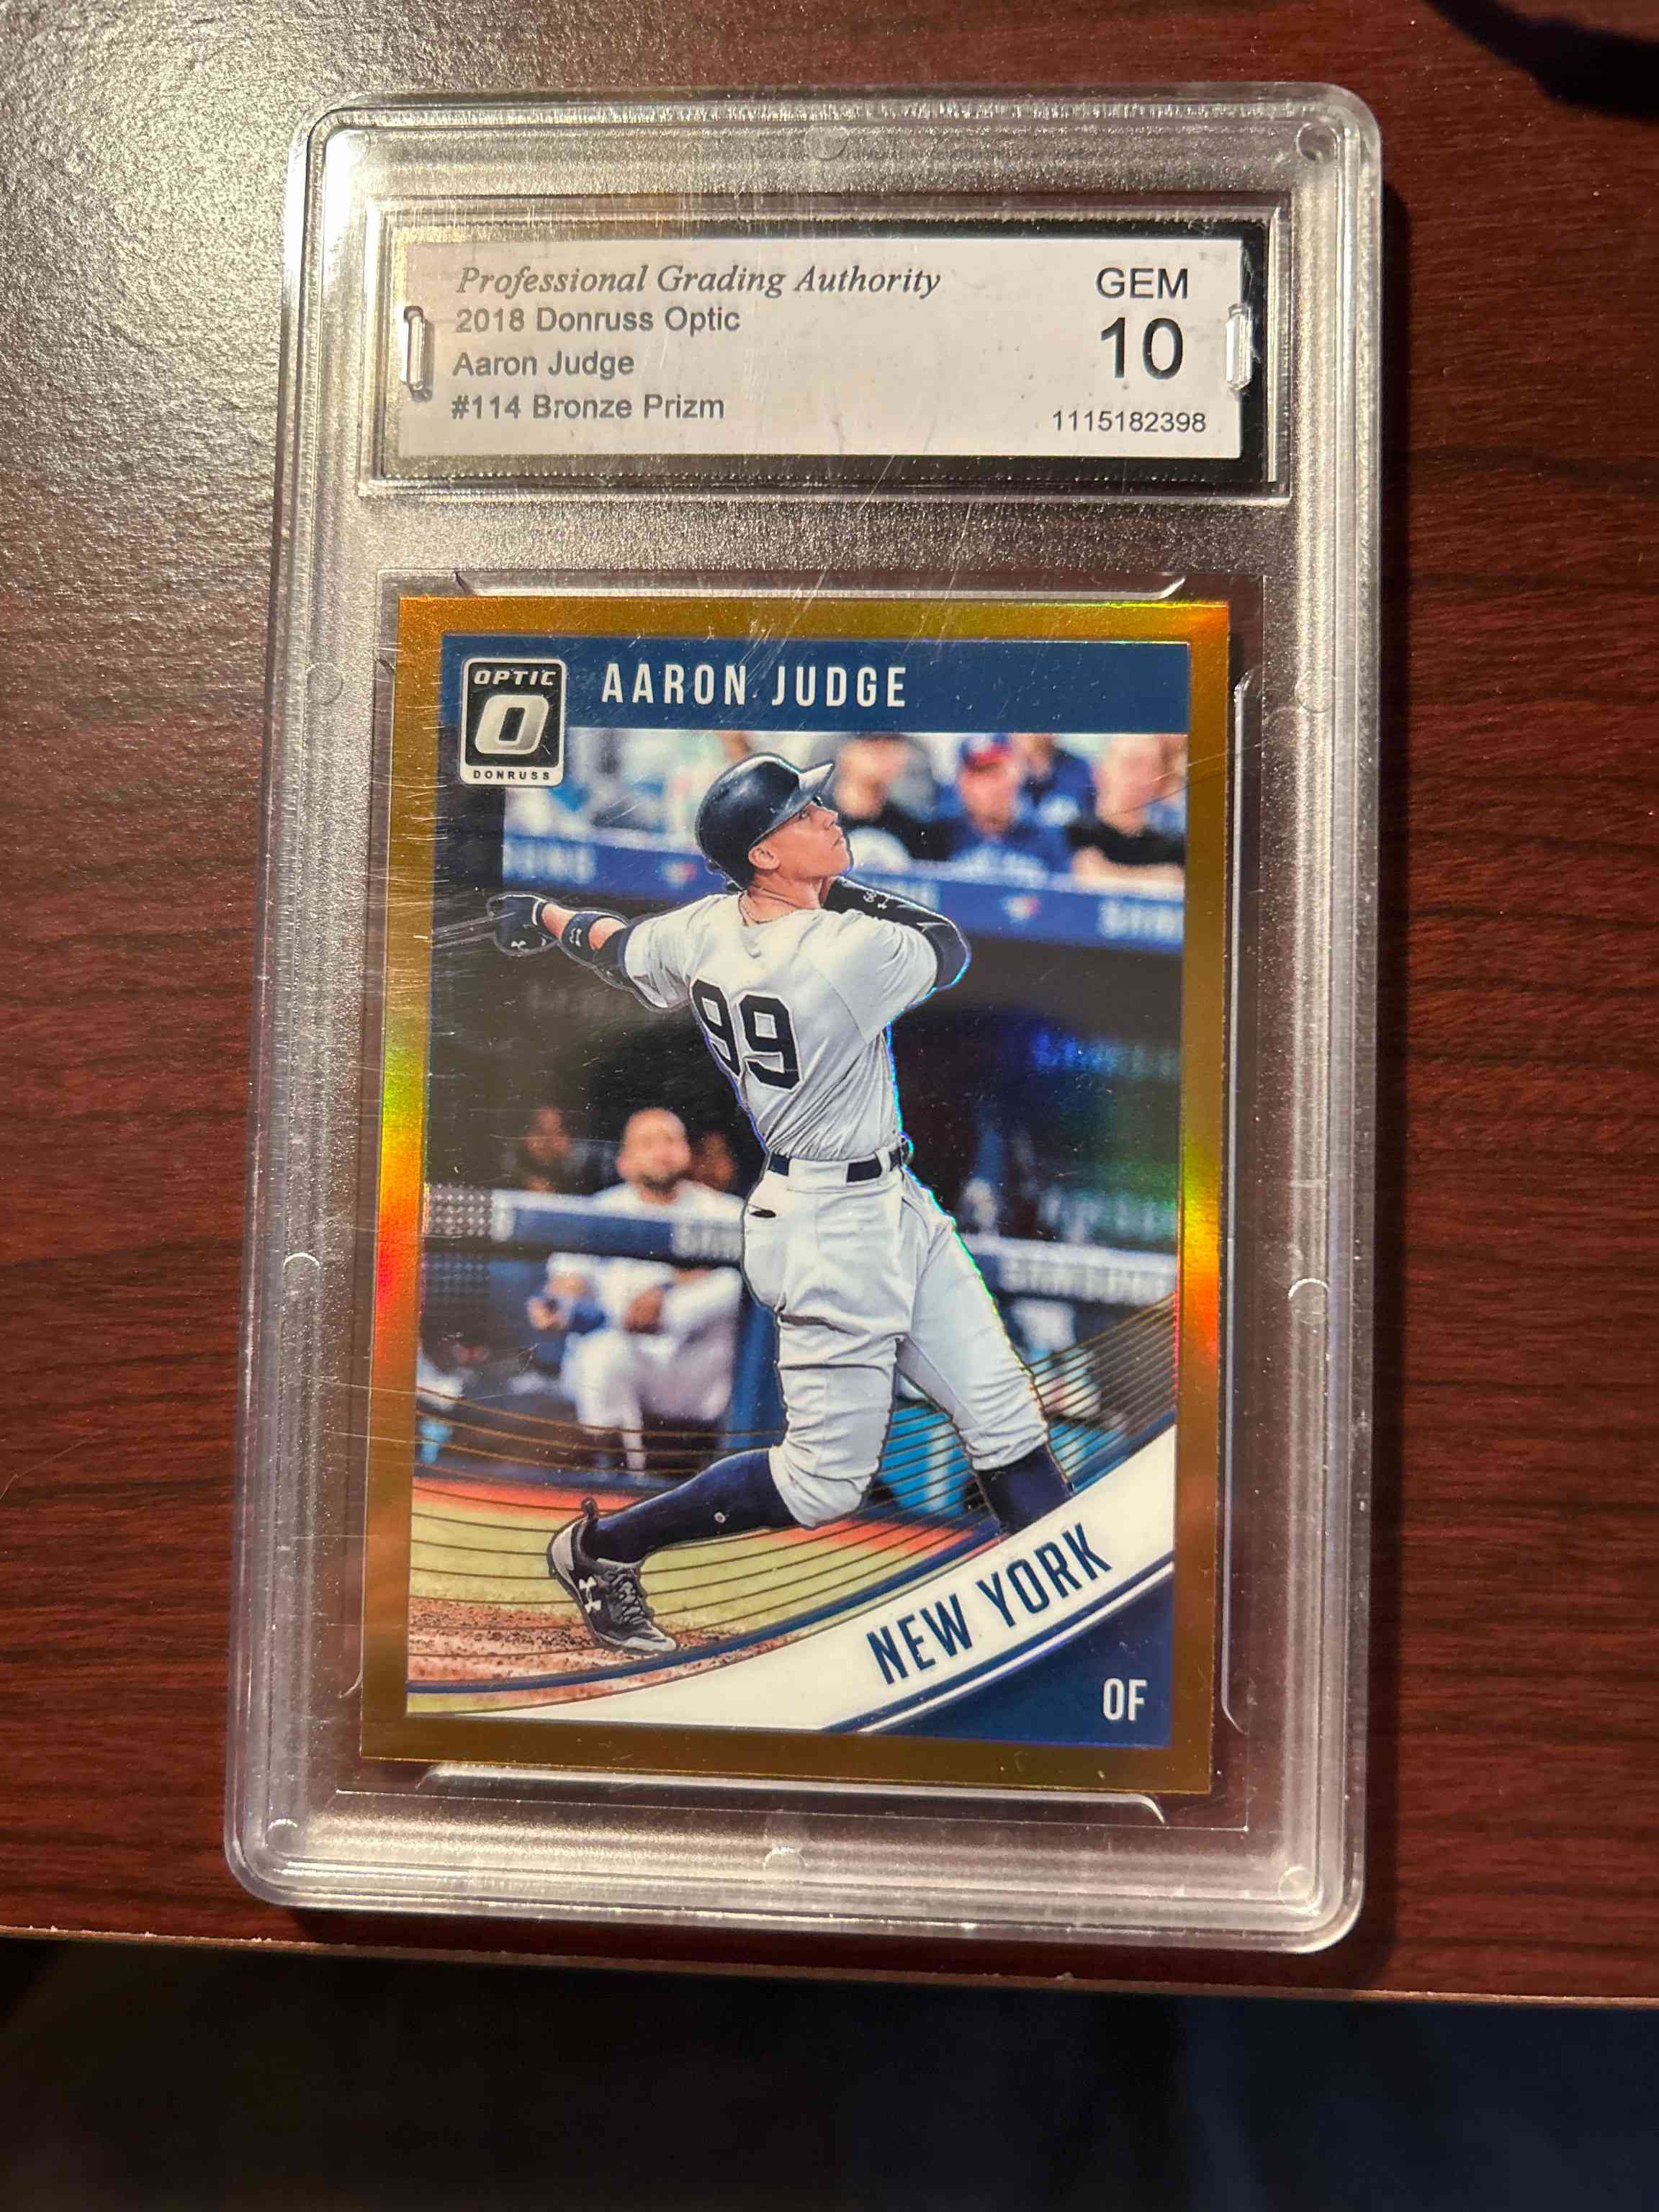 Professional Grading Authority
2018 Donruss Optic
Aaron Judge
#114 Bronze Prizm
GEM
10
1115182398
OPTIC
O
DONRUSS
AARON JUDGE
99
NEW YORK
OF